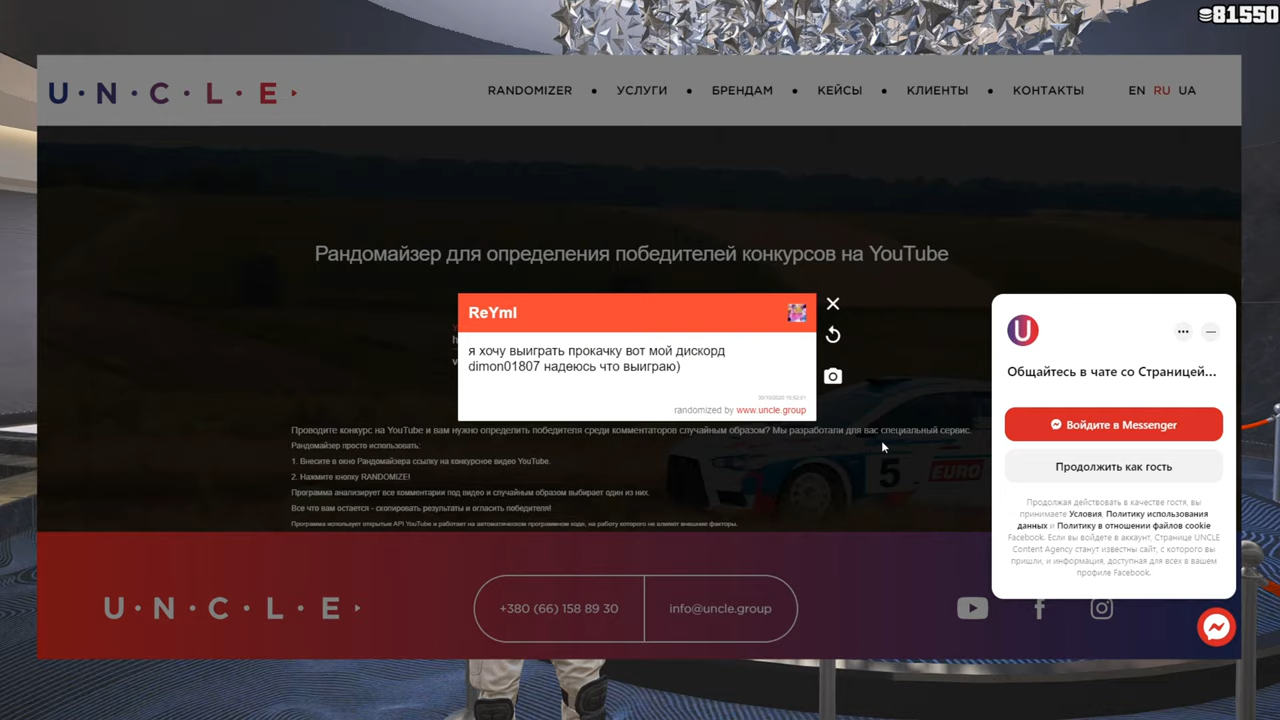 81550
U·N·C·L·E
RANDOMIZER • УСЛУГИ • БРЕНДАМ • КЕЙСЫ • КЛИЕНТЫ • КОНТАКТЫ
EN RU UA
Рандомайзер для определения победителей конкурсов на YouTube
ReYml
я хочу выиграть прокачку вот мой дискорд
dimon01807 надеюсь что выиграю)
randomized by www.uncle.group
Проводите конкурс на YouTube и вам нужно определить победителя среди комментаторов случайным образом? Мы разработали для вас специальный сервис.
Рандомайзер просто использовать:
1. Внесите в окно Рандомайзера ссылку на конкурсное видео YouTube.
2. Нажмите кнопку RANDOMIZE!
Программа анализирует все комментарии под видео и случайным образом выбирает один из них.
Все что вам остается - скопировать результаты и огласить победителя!
Программа использует открытые API YouTube и работает на автоматическом программном коде, на работу которого не влияют внешние факторы.
5
EURO
U
Общайтесь в чате со Страницей...
Войдите в Messenger
Продолжить как гость
Продолжая действовать в качестве гостя, вы
принимаете Условия, Политику использования
данных и Политику в отношении файлов cookie
Facebook. Если вы войдете в аккаунт, Странице UNCLE
Content Agency станут известны сайт, с которого вы
пришли, и информация, доступная для всех в вашем
профиле Facebook.
U·N·C·L·E
+380 (66) 158 89 30
info@uncle.group